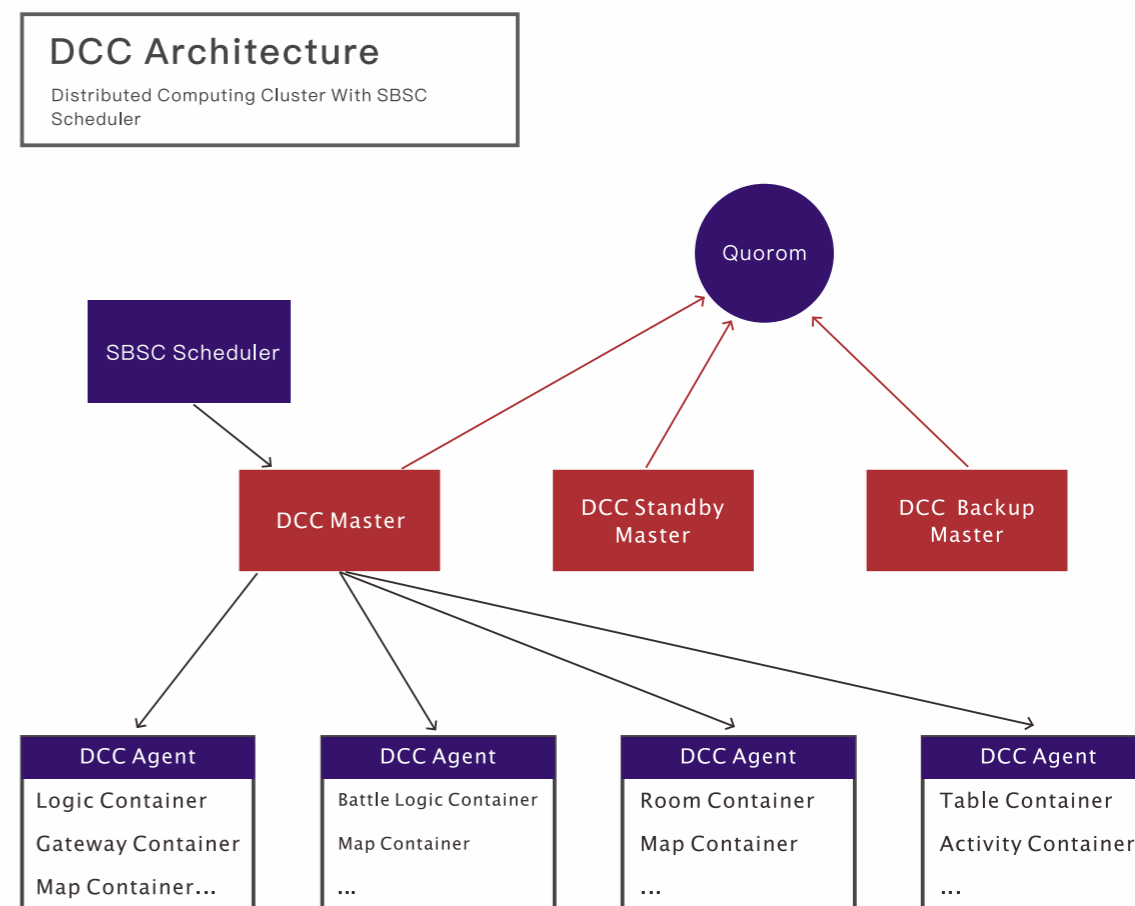 DCC Architecture
Distributed Computing Cluster With SBSC
Scheduler
Quorom
SBSC Scheduler
DCC Master
DCC Standby
Master
DCC Backup
Master
DCC Agent
Logic Container
Gateway Container
Map Container...
DCC Agent
Battle Logic Container
Map Container
...
DCC Agent
Room Container
Map Container
...
DCC Agent
Table Container
Activity Container
...